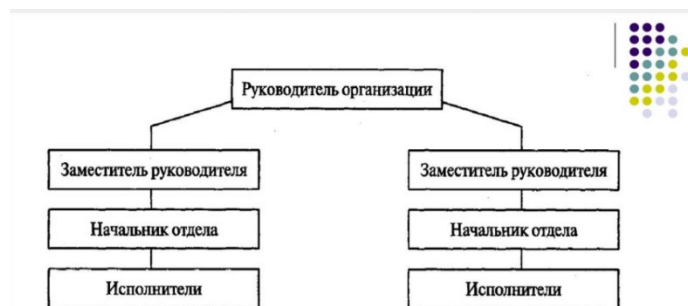 Руководитель организации
Заместитель руководителя
Заместитель руководителя
Начальник отдела
Начальник отдела
Исполнители
Исполнители